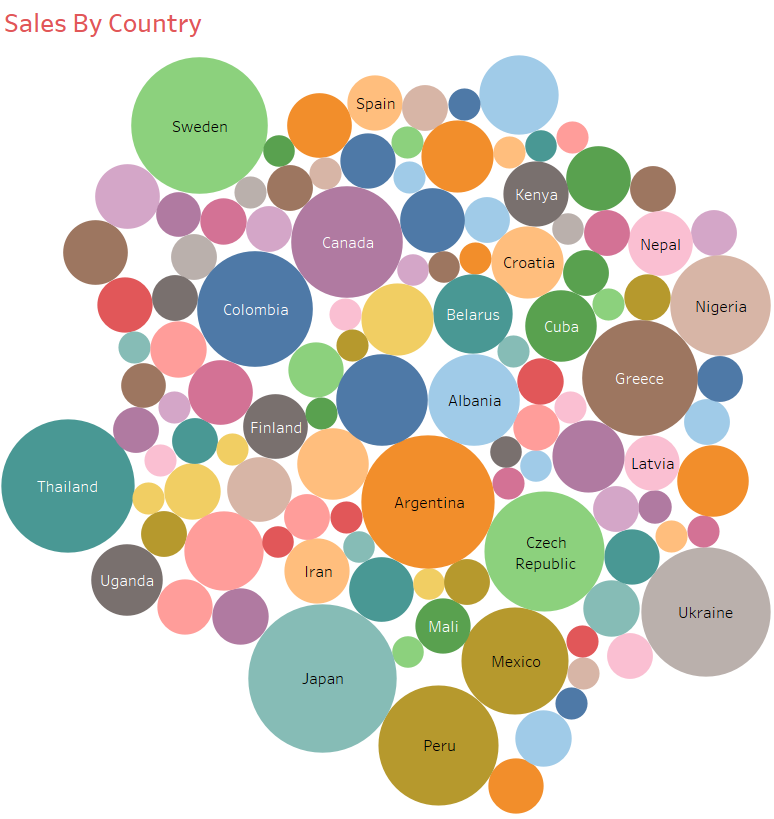 Sales By Country
Spain
Sweden
Kenya
Canada
Nepal
Croatia
Colombia
Nigeria
Belarus
Cuba
Greece
Albania
Finland
Latvia
Thailand
Argentina
Czech
Republic
Iran
Uganda
Ukraine
Mali
Mexico
Japan
Peru